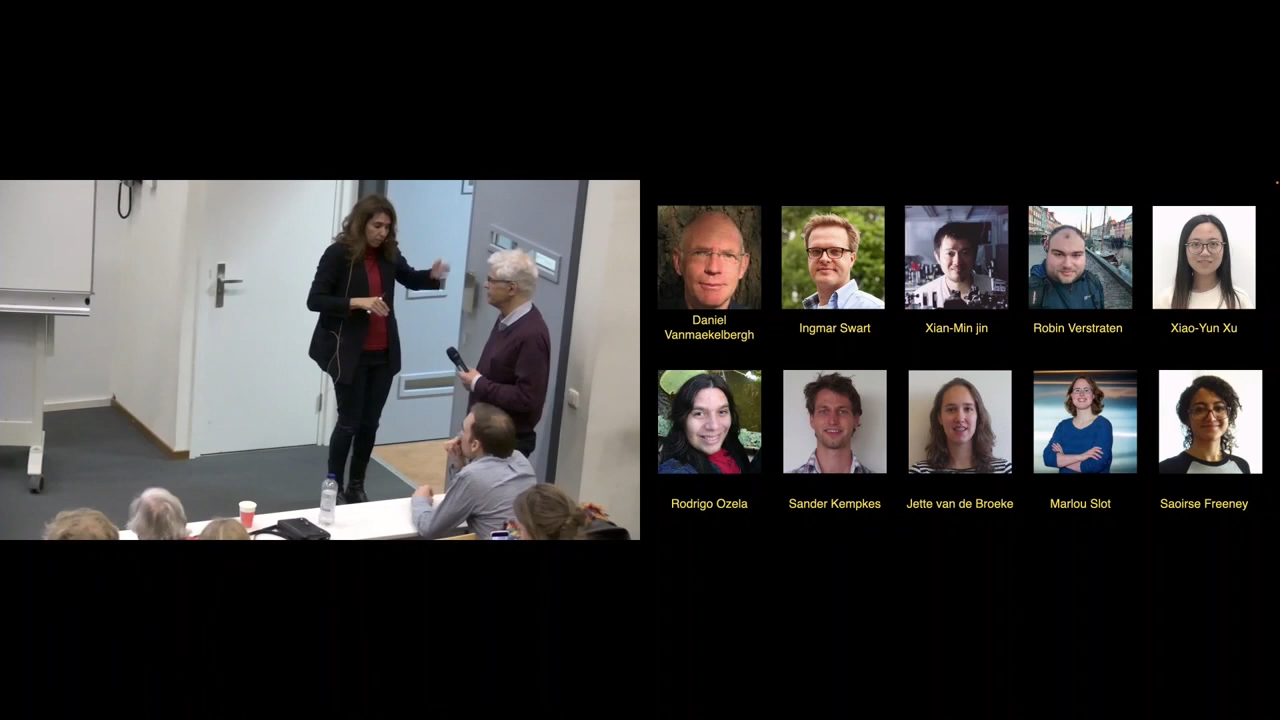 Daniel
Vanmaekelbergh
Ingmar Swart
Xian-Min jin
Robin Verstraten
Xiao-Yun Xu
Rodrigo Ozela
Sander Kempkes
Jette van de Broeke
Marlou Slot
Saoirse Freeney